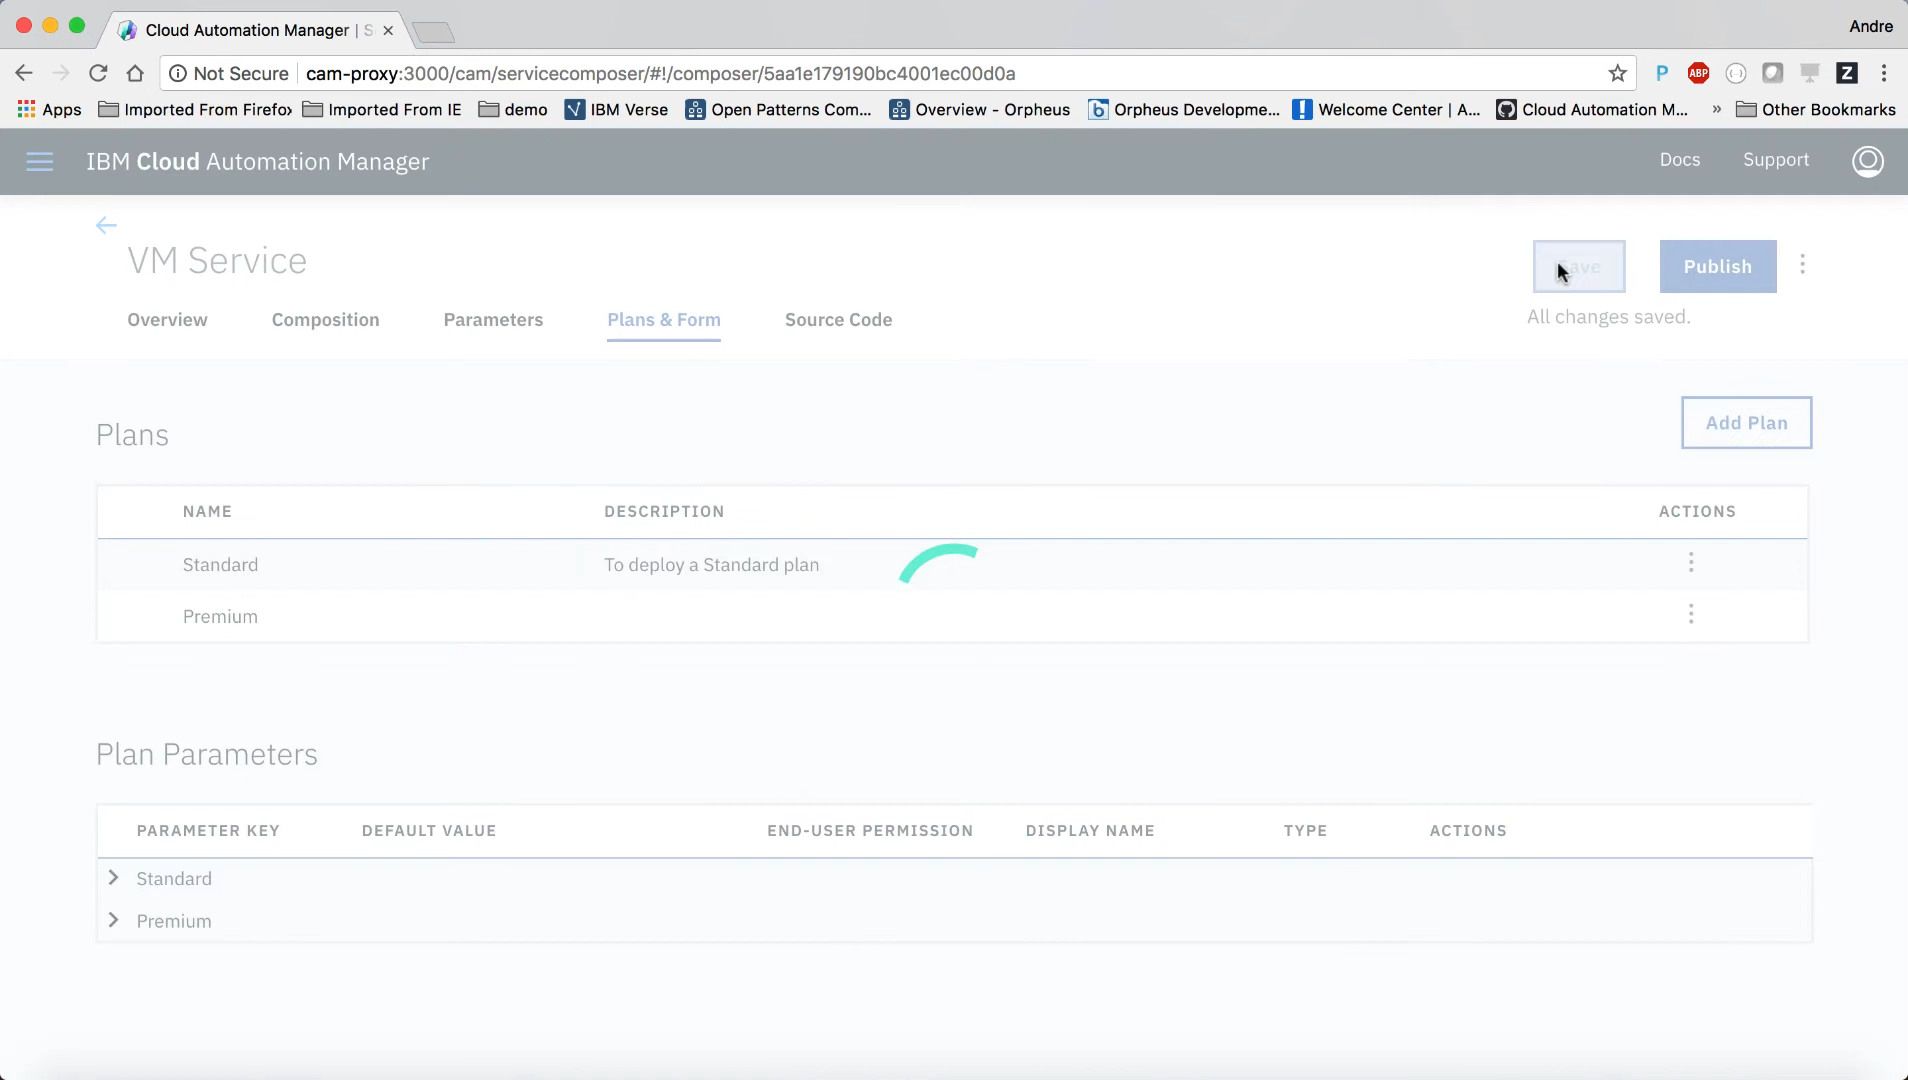 Cloud Automation Manager | S
Andre
Not Secure
cam-proxy:3000/cam/servicecomposer/#!/composer/5aa1e179190bc4001ec00d0a
P
ABP
Z
Apps
Imported From Firefox
Imported From IE
demo
IBM Verse
Open Patterns Com...
Overview - Orpheus
Orpheus Developme...
Welcome Center | A...
Cloud Automation M...
»
Other Bookmarks
IBM Cloud Automation Manager
Docs
Support
VM Service
Save
Publish
All changes saved.
Overview
Composition
Parameters
Plans & Form
Source Code
Plans
Add Plan
NAME DESCRIPTION ACTIONS
Standard To deploy a Standard plan
Premium
Plan Parameters
PARAMETER KEY DEFAULT VALUE END-USER PERMISSION DISPLAY NAME TYPE ACTIONS
Standard
Premium